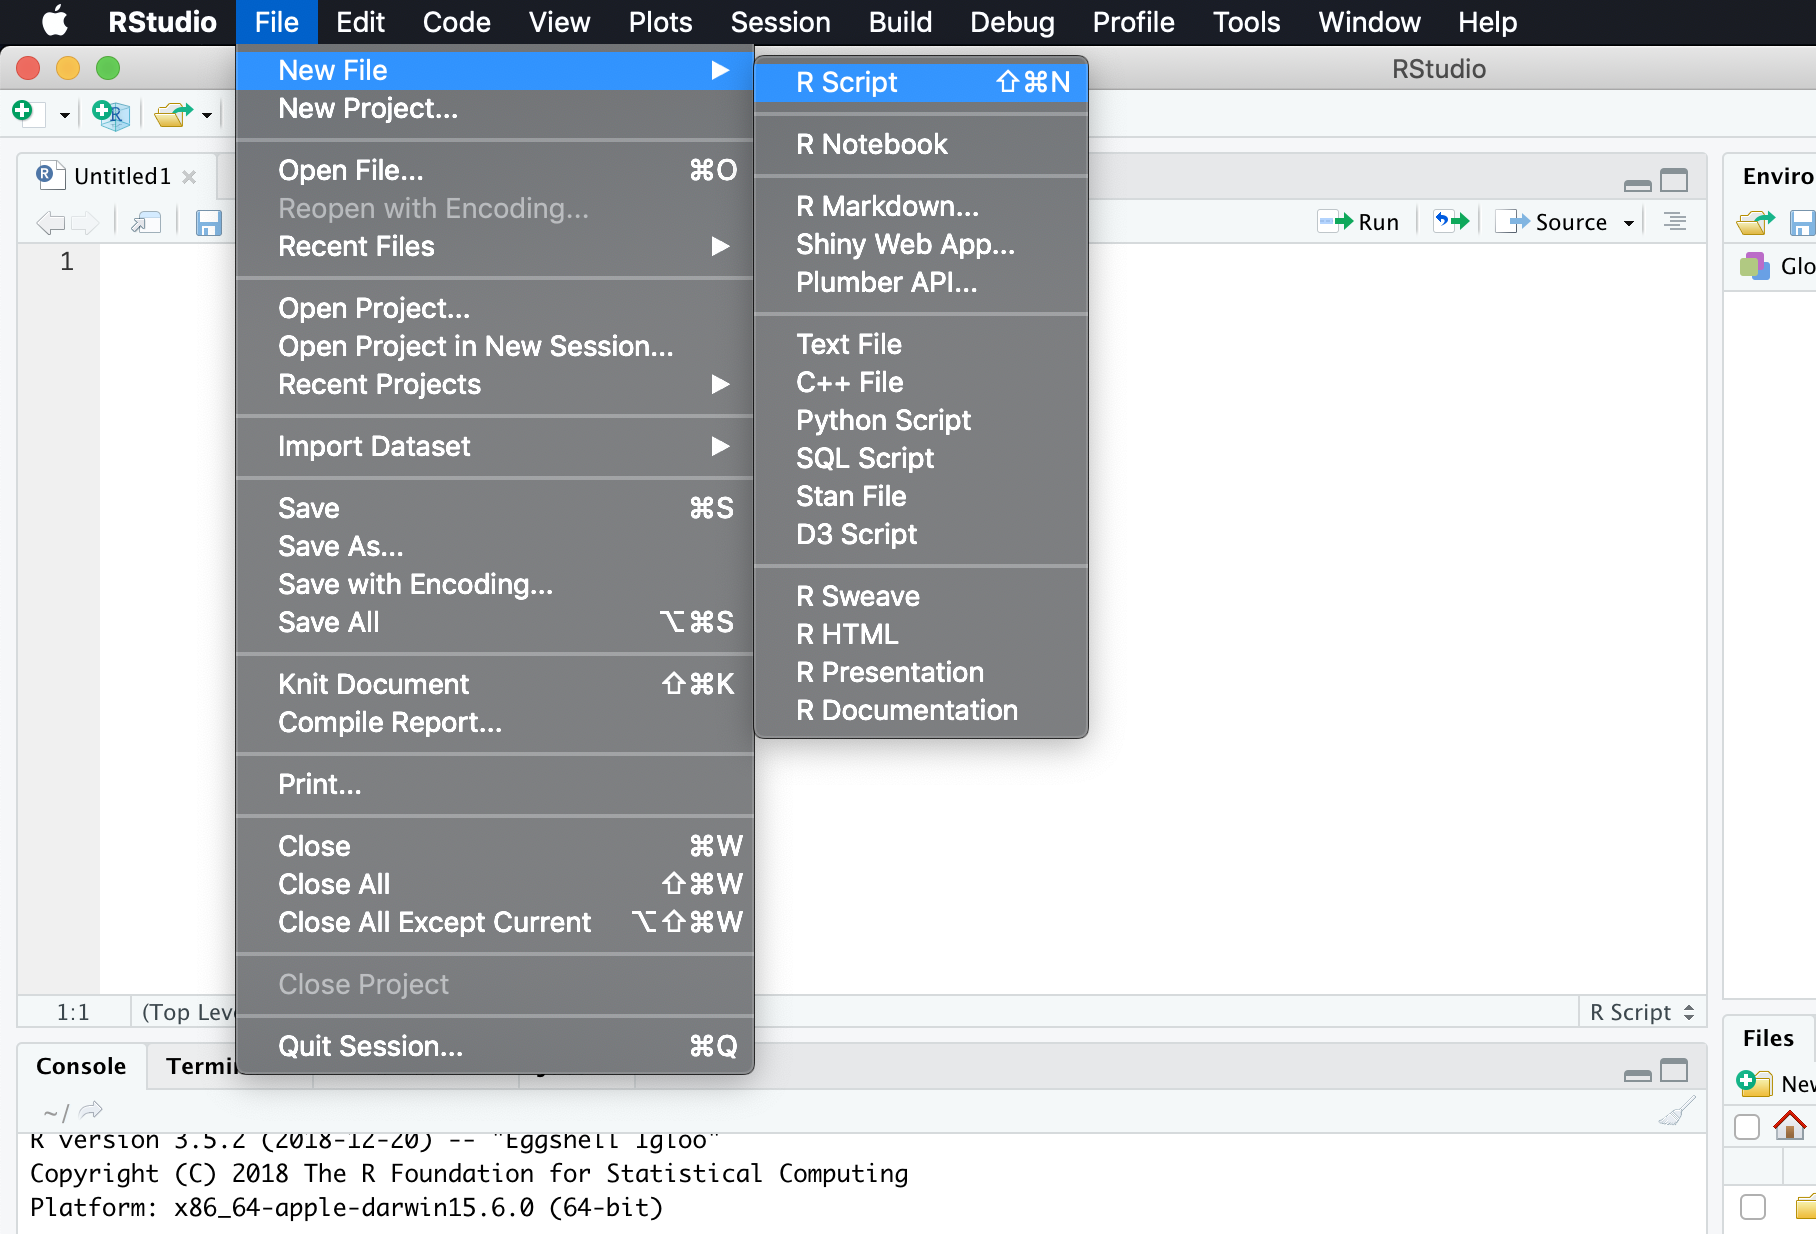 RStudio File Edit Code View Plots Session Build Debug Profile Tools Window Help
RStudio
New File
New Project...
Open File... ⌘O
Reopen with Encoding...
Recent Files
Open Project...
Open Project in New Session...
Recent Projects
Import Dataset
Save ⌘S
Save As...
Save with Encoding...
Save All ⌥⌘S
Knit Document ⇧⌘K
Compile Report...
Print...
Close ⌘W
Close All ⇧⌘W
Close All Except Current ⌥⇧⌘W
Close Project
Quit Session... ⌘Q
R Script ⇧⌘N
R Notebook
R Markdown...
Shiny Web App...
Plumber API...
Text File
C++ File
Python Script
SQL Script
Stan File
D3 Script
R Sweave
R HTML
R Presentation
R Documentation
Untitled1
Run Source
1
1:1 (Top Leve R Script
Console Termi
~/
R version 3.5.2 (2018-12-20) -- "Eggshell Igloo"
Copyright (C) 2018 The R Foundation for Statistical Computing
Platform: x86_64-apple-darwin15.6.0 (64-bit)
Enviro
Glo
Files
New